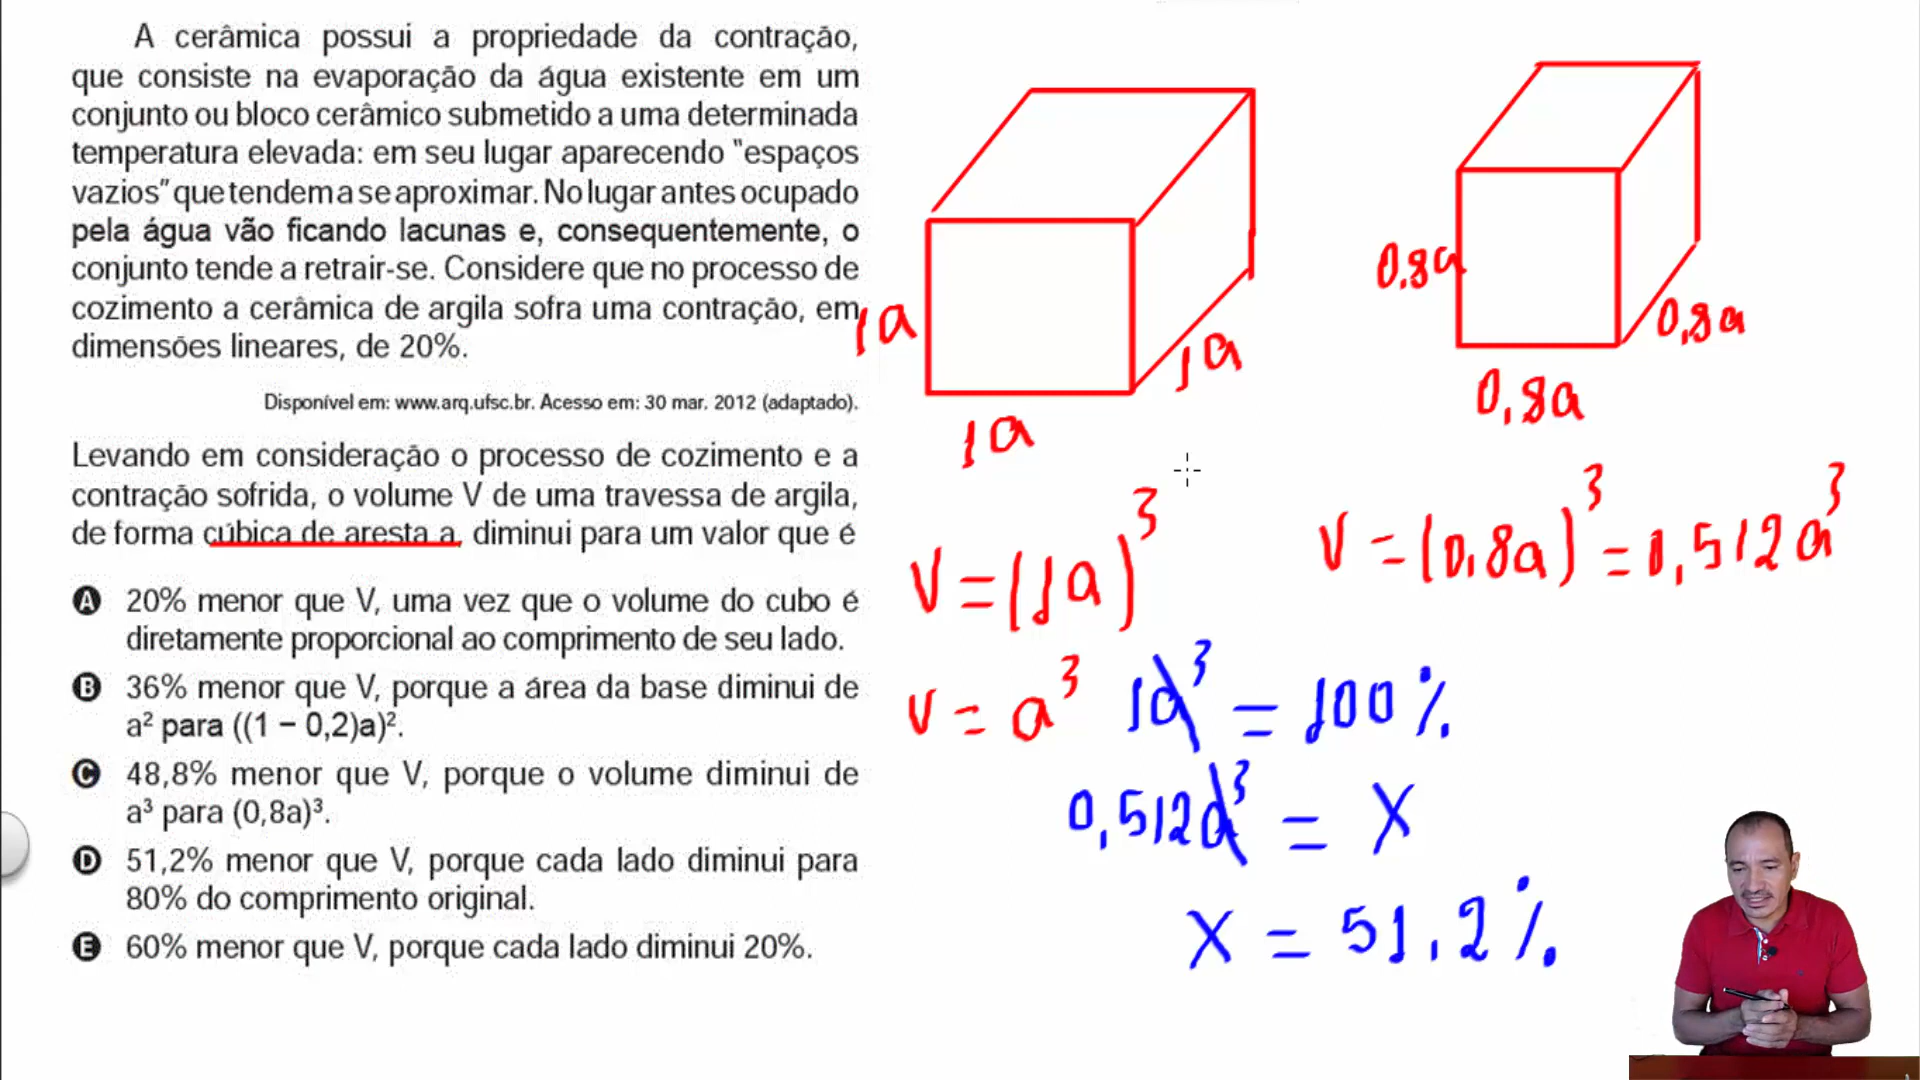 A cerâmica possui a propriedade da contração,
que consiste na evaporação da água existente em um
conjunto ou bloco cerâmico submetido a uma determinada
temperatura elevada: em seu lugar aparecendo "espaços
vazios" que tendem a se aproximar. No lugar antes ocupado
pela água vão ficando lacunas e, consequentemente, o
conjunto tende a retrair-se. Considere que no processo de
cozimento a cerâmica de argila sofra uma contração, em
dimensões lineares, de 20%.
Disponível em: www.arq.ufsc.br. Acesso em: 30 mar. 2012 (adaptado).
Levando em consideração o processo de cozimento e a
contração sofrida, o volume V de uma travessa de argila,
de forma cúbica de aresta a, diminui para um valor que é
A 20% menor que V, uma vez que o volume do cubo é
diretamente proporcional ao comprimento de seu lado.
B 36% menor que V, porque a área da base diminui de
a² para ((1 − 0,2)a)².
C 48,8% menor que V, porque o volume diminui de
a³ para (0,8a)³.
D 51,2% menor que V, porque cada lado diminui para
80% do comprimento original.
E 60% menor que V, porque cada lado diminui 20%.
1a
1a
1a
0,8a
0,8a
0,8a
V = (1a)³
V = a³
V = (0,8a)³ = 0,512a³
1a³ = 100%
0,512a³ = X
X = 51,2%